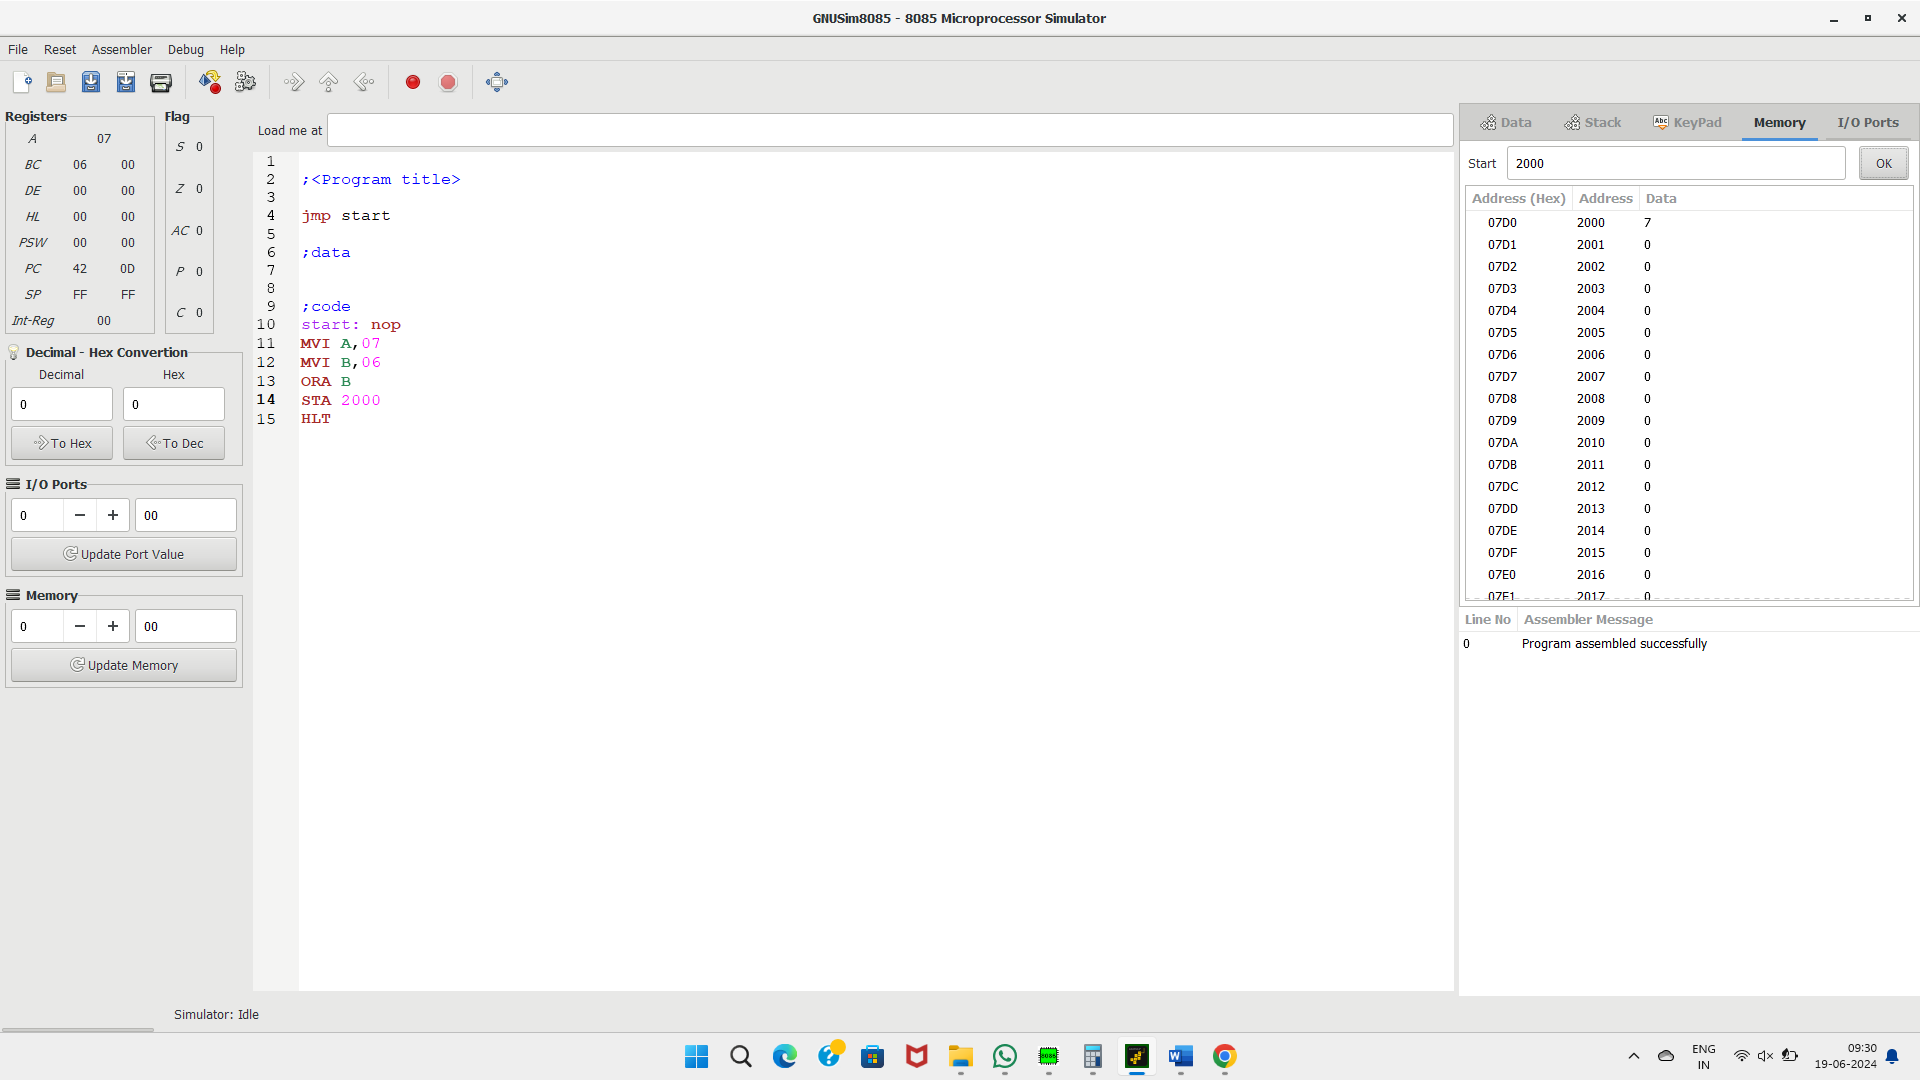 GNUSim8085 - 8085 Microprocessor Simulator
File Reset Assembler Debug Help
Registers
A 07
BC 06 00
DE 00 00
HL 00 00
PSW 00 00
PC 42 0D
SP FF FF
Int-Reg 00
Flag
S 0
Z 0
AC 0
P 0
C 0
Decimal - Hex Convertion
Decimal Hex
0 0
To Hex To Dec
I/O Ports
0 00
Update Port Value
Memory
0 00
Update Memory
Load me at
1
2 ;<Program title>
3
4 jmp start
5
6 ;data
7
8
9 ;code
10 start: nop
11 MVI A,07
12 MVI B,06
13 ORA B
14 STA 2000
15 HLT
Data Stack Abc KeyPad Memory I/O Ports
Start 2000 OK
Address (Hex) Address Data
07D0 2000 7
07D1 2001 0
07D2 2002 0
07D3 2003 0
07D4 2004 0
07D5 2005 0
07D6 2006 0
07D7 2007 0
07D8 2008 0
07D9 2009 0
07DA 2010 0
07DB 2011 0
07DC 2012 0
07DD 2013 0
07DE 2014 0
07DF 2015 0
07E0 2016 0
07E1 2017 0
Line No Assembler Message
0 Program assembled successfully
Simulator: Idle
ENG
IN
09:30
19-06-2024